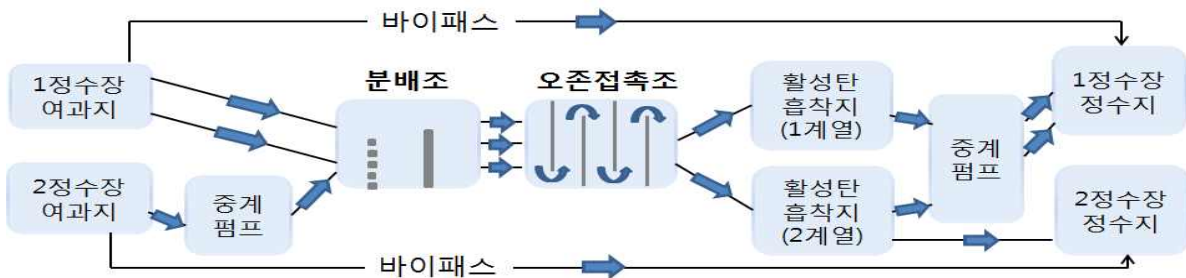 바이패스
1정수장
여과지
분배조
오존접촉조
활성탄
흡착지
(1계열)
중계
펌프
1정수장
정수지
2정수장
여과지
중계
펌프
활성탄
흡착지
(2계열)
2정수장
정수지
바이패스